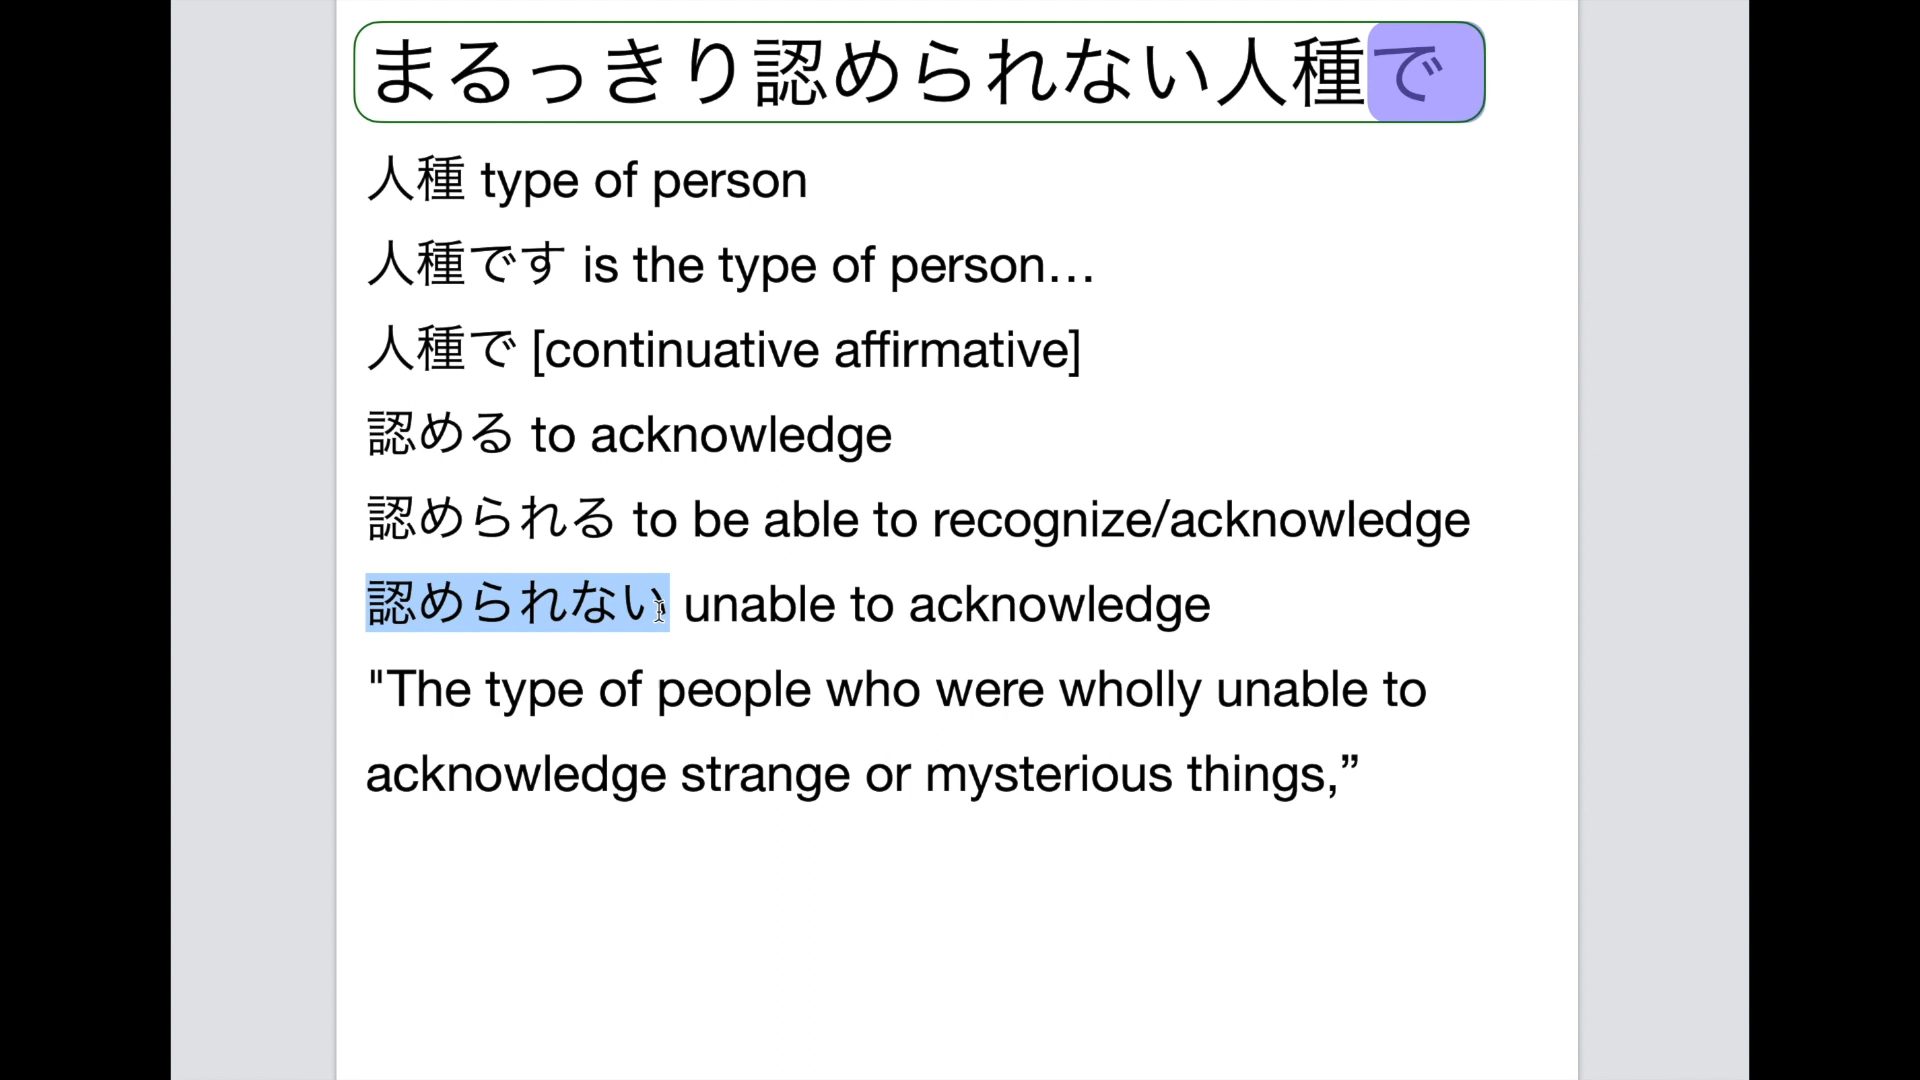 まるっきり認められない人種で
人種 type of person
人種です is the type of person…
人種で [continuative affirmative]
認める to acknowledge
認められる to be able to recognize/acknowledge
認められない unable to acknowledge
"The type of people who were wholly unable to
acknowledge strange or mysterious things,”